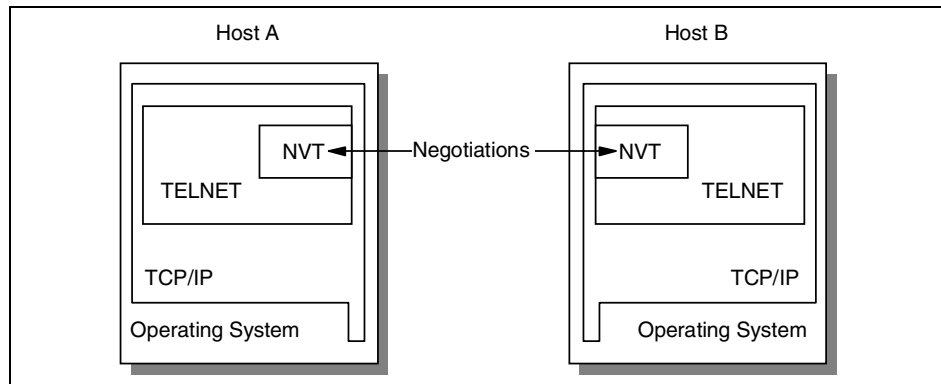 Host A
Host B
NVT
Negotiations
NVT
TELNET
TELNET
TCP/IP
TCP/IP
Operating System
Operating System